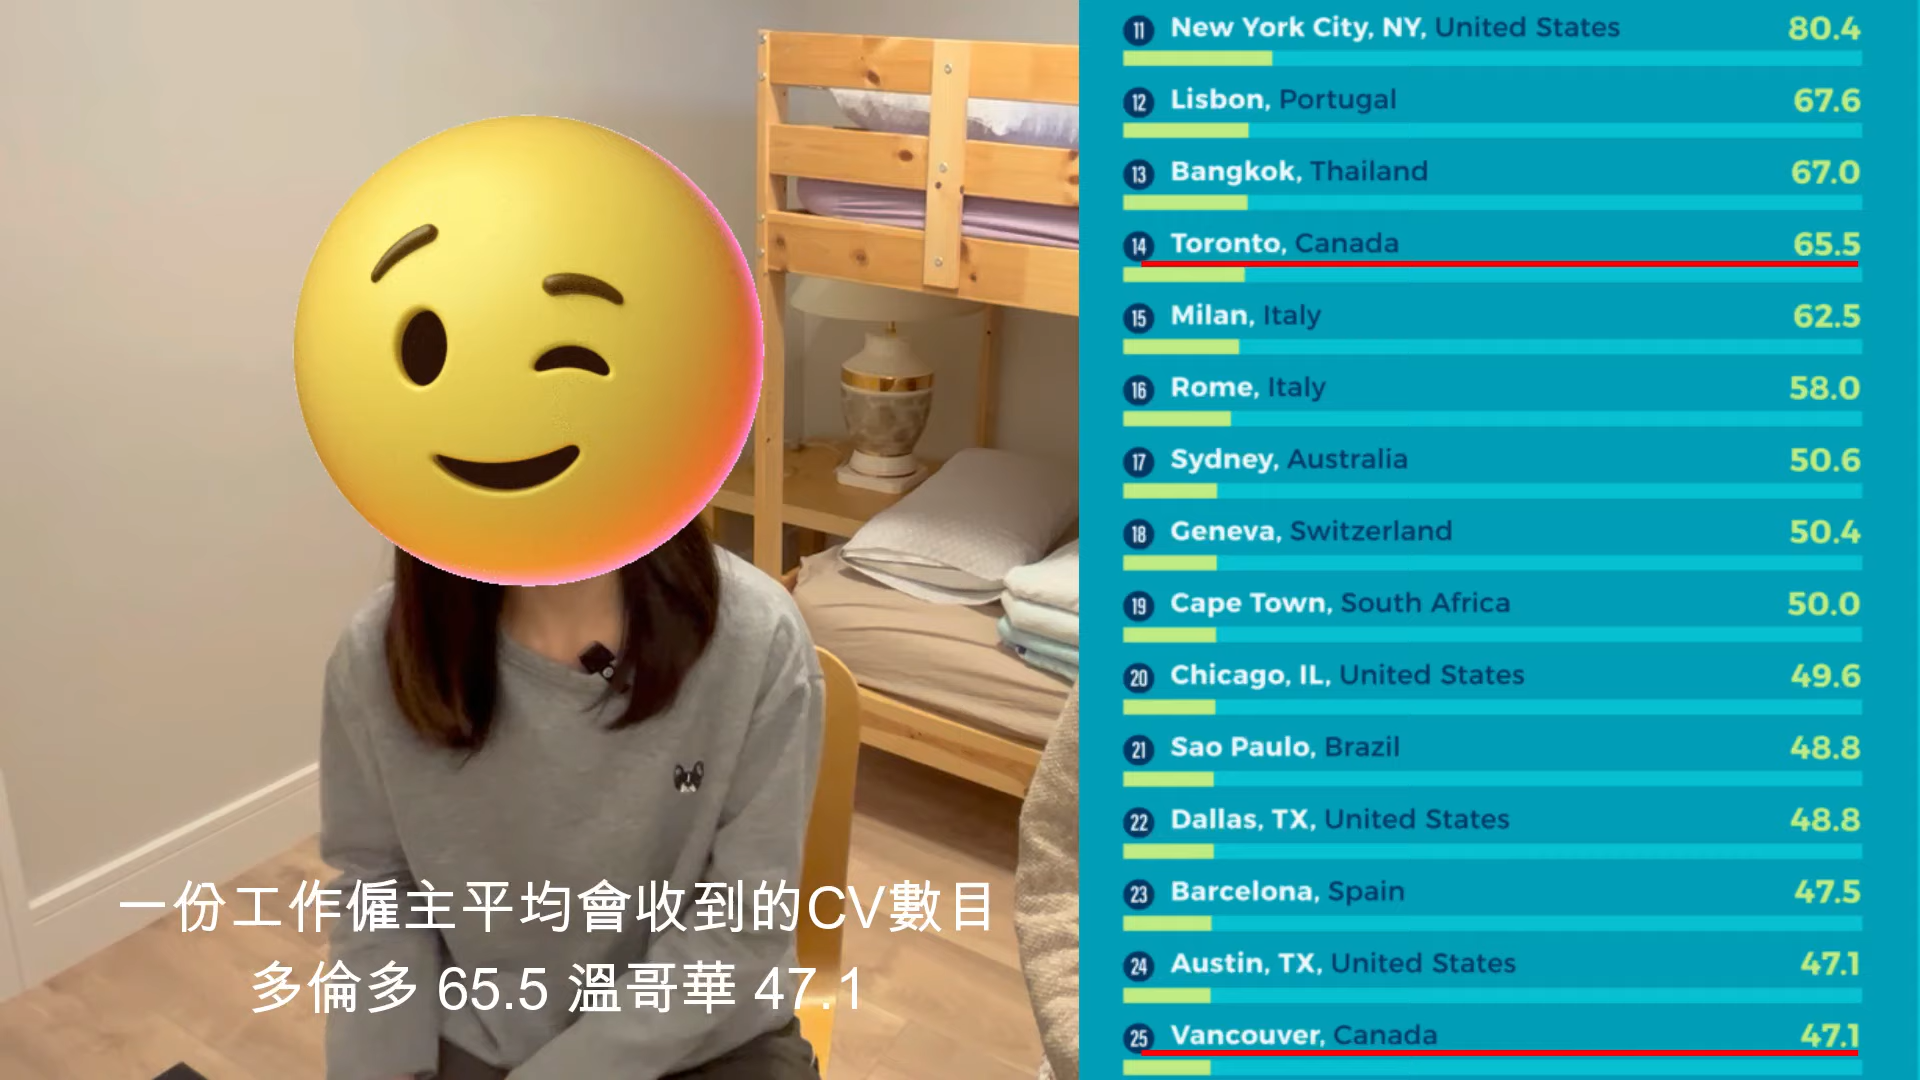 11 New York City, NY, United States 80.4
12 Lisbon, Portugal 67.6
13 Bangkok, Thailand 67.0
14 Toronto, Canada 65.5
15 Milan, Italy 62.5
16 Rome, Italy 58.0
17 Sydney, Australia 50.6
18 Geneva, Switzerland 50.4
19 Cape Town, South Africa 50.0
20 Chicago, IL, United States 49.6
21 Sao Paulo, Brazil 48.8
22 Dallas, TX, United States 48.8
23 Barcelona, Spain 47.5
24 Austin, TX, United States 47.1
25 Vancouver, Canada 47.1
一份工作僱主平均會收到的CV數目
多倫多 65.5 溫哥華 47.1